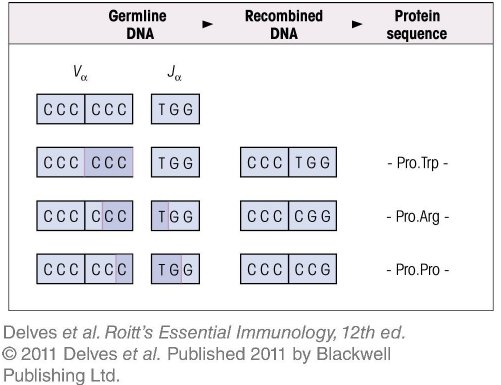 Germline DNA ► Recombined DNA ► Protein sequence
Vα Jα
CCC CCC TGG
CCC CCC TGG CCC TGG - Pro.Trp -
CCC CCC TGG CCC CGG - Pro.Arg -
CCC CCC TGG CCC CCG - Pro.Pro -
Delves et al. Roitt's Essential Immunology, 12th ed.
© 2011 Delves et al. Published 2011 by Blackwell
Publishing Ltd.